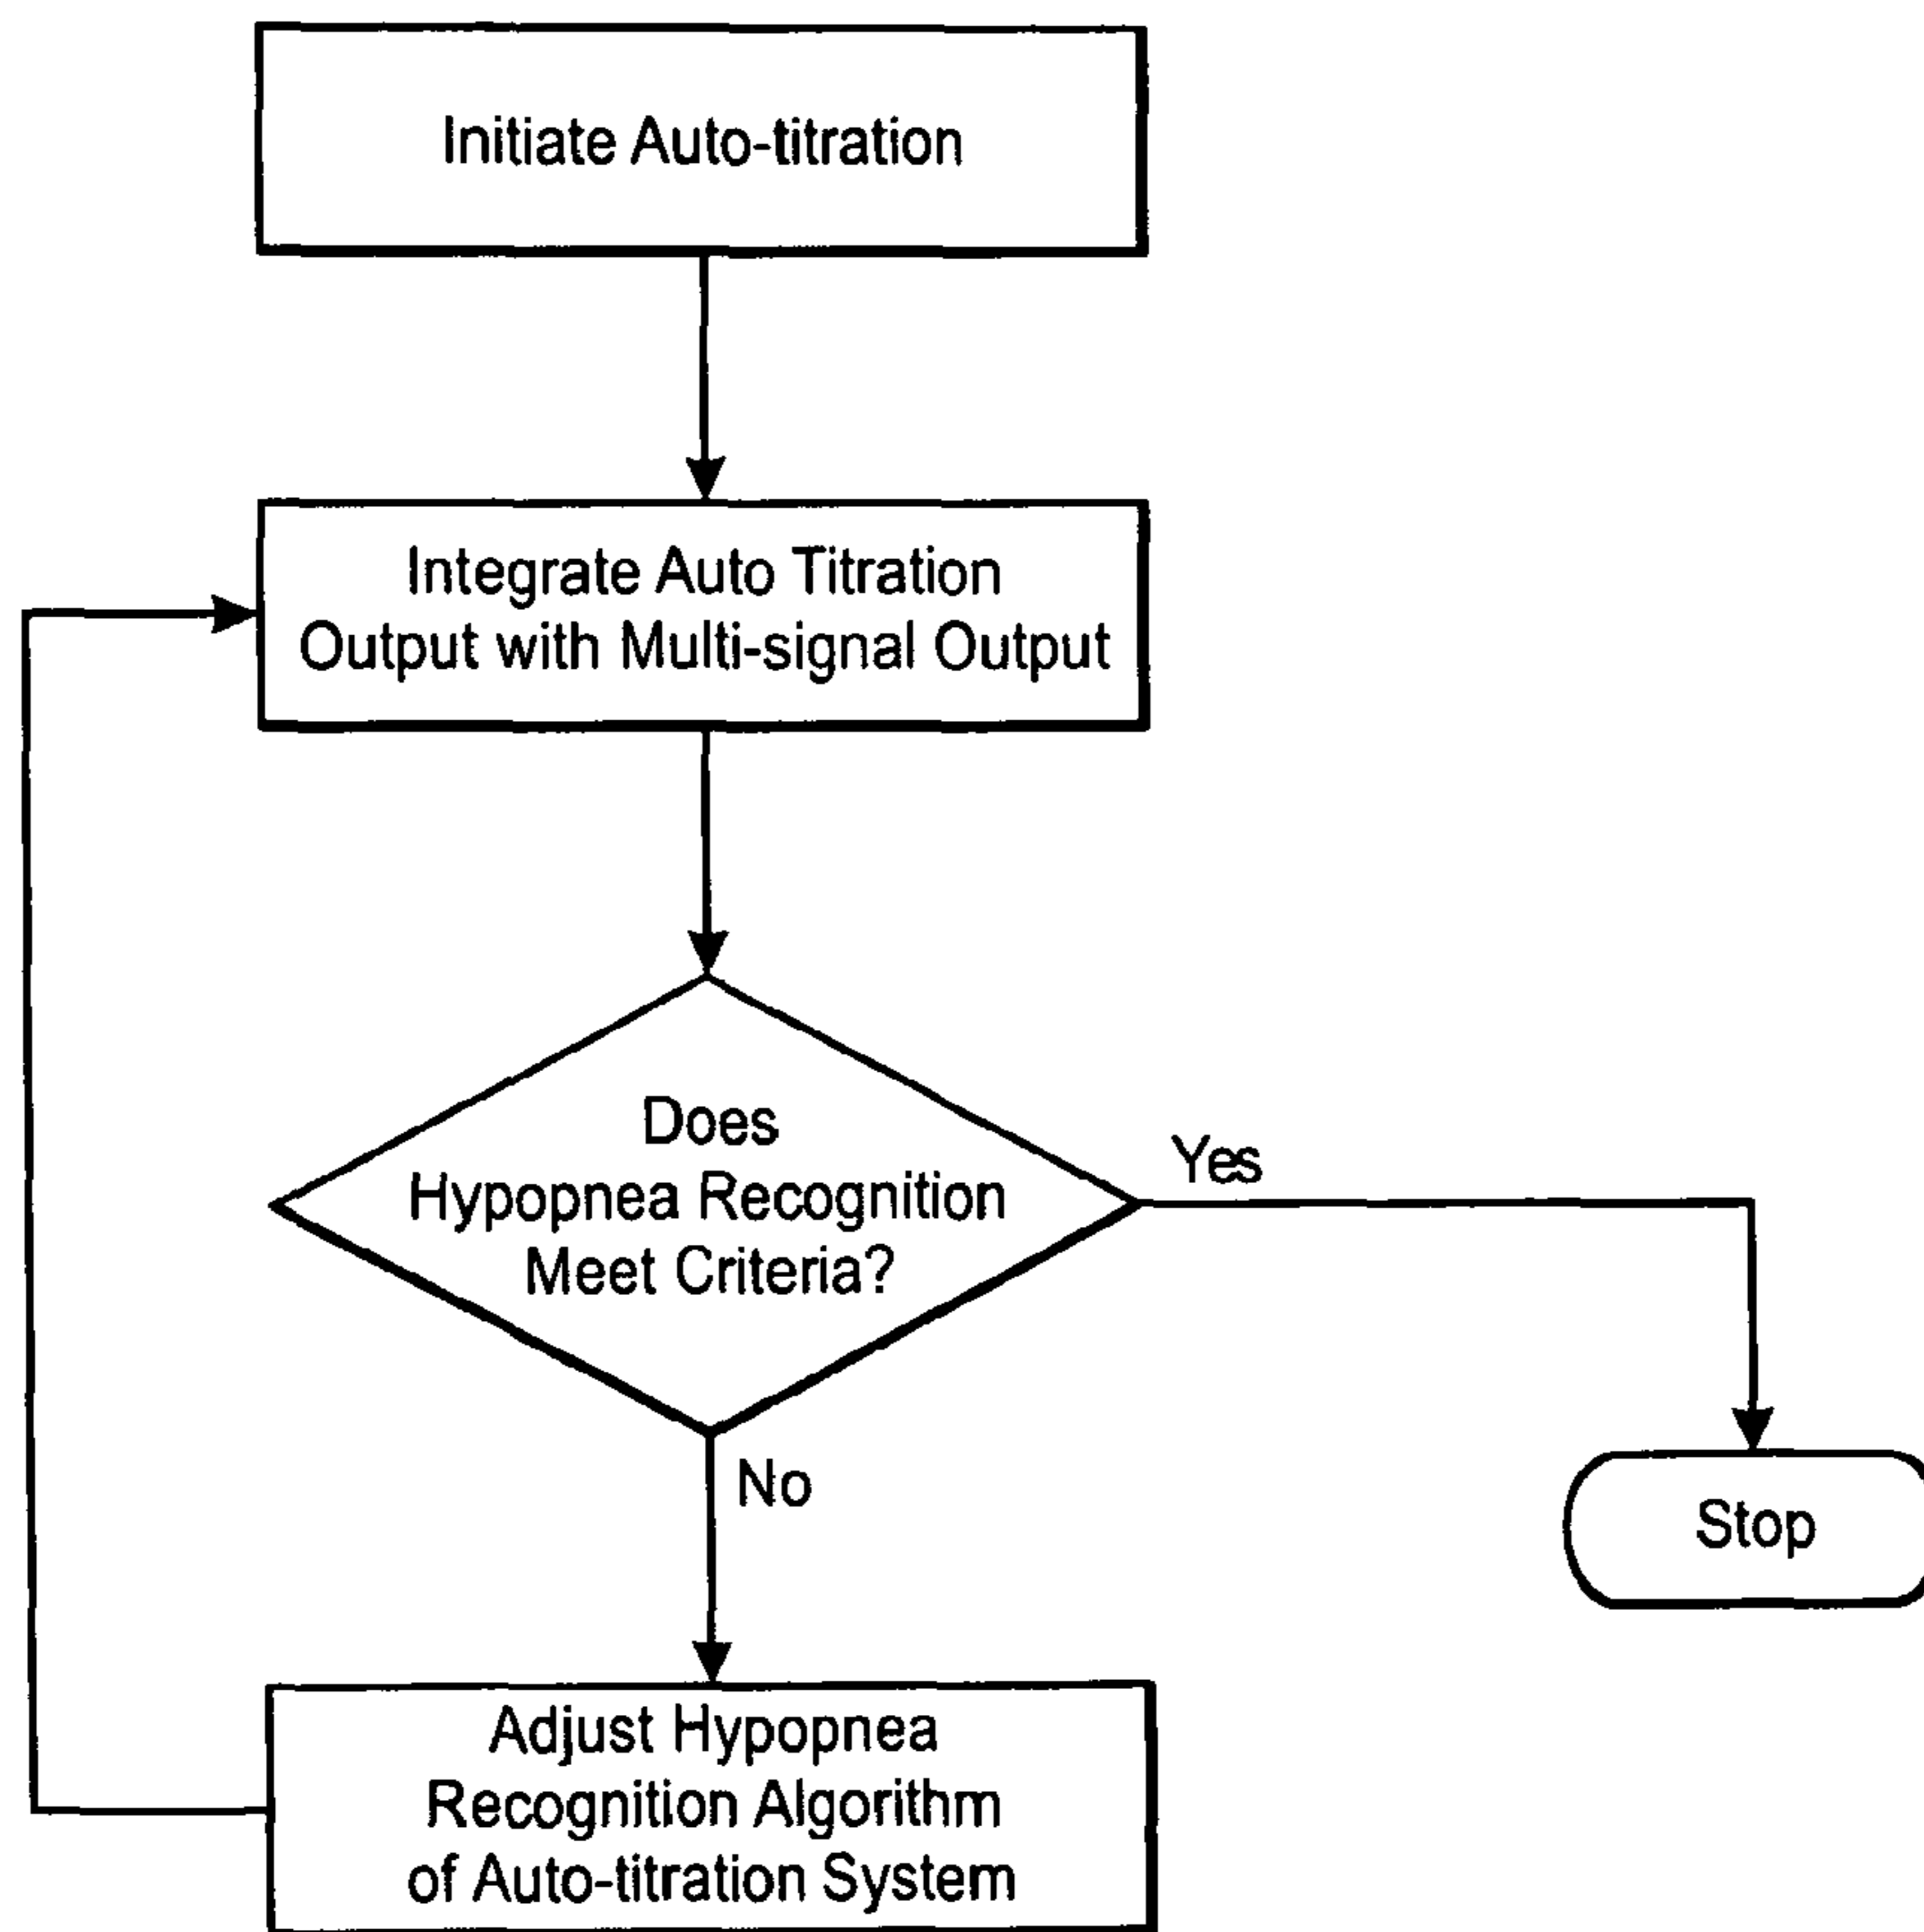 Initiate Auto-titration
Integrate Auto Titration
Output with Multi-signal Output
Does
Hypopnea Recognition
Meet Criteria?
Yes
No
Stop
Adjust Hypopnea
Recognition Algorithm
of Auto-titration System